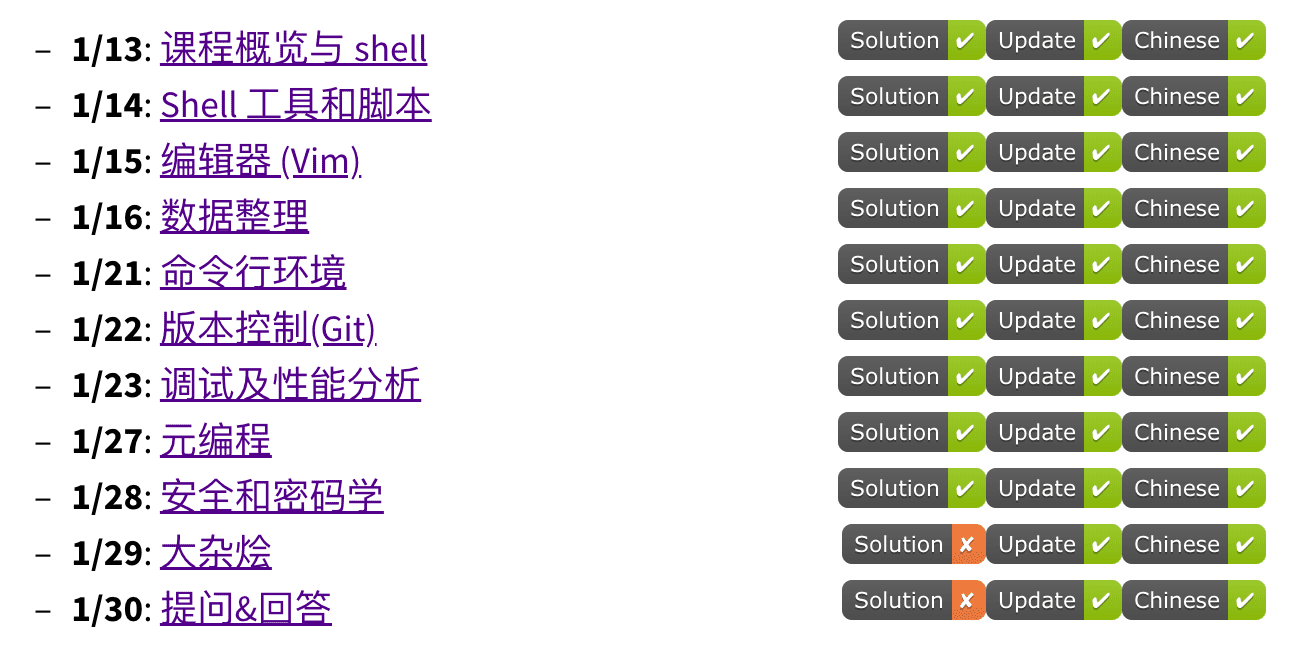 – 1/13: 课程概览与 shell Solution ✔ Update ✔ Chinese ✔
– 1/14: Shell 工具和脚本 Solution ✔ Update ✔ Chinese ✔
– 1/15: 编辑器 (Vim) Solution ✔ Update ✔ Chinese ✔
– 1/16: 数据整理 Solution ✔ Update ✔ Chinese ✔
– 1/21: 命令行环境 Solution ✔ Update ✔ Chinese ✔
– 1/22: 版本控制(Git) Solution ✔ Update ✔ Chinese ✔
– 1/23: 调试及性能分析 Solution ✔ Update ✔ Chinese ✔
– 1/27: 元编程 Solution ✔ Update ✔ Chinese ✔
– 1/28: 安全和密码学 Solution ✔ Update ✔ Chinese ✔
– 1/29: 大杂烩 Solution ✘ Update ✔ Chinese ✔
– 1/30: 提问&回答 Solution ✘ Update ✔ Chinese ✔